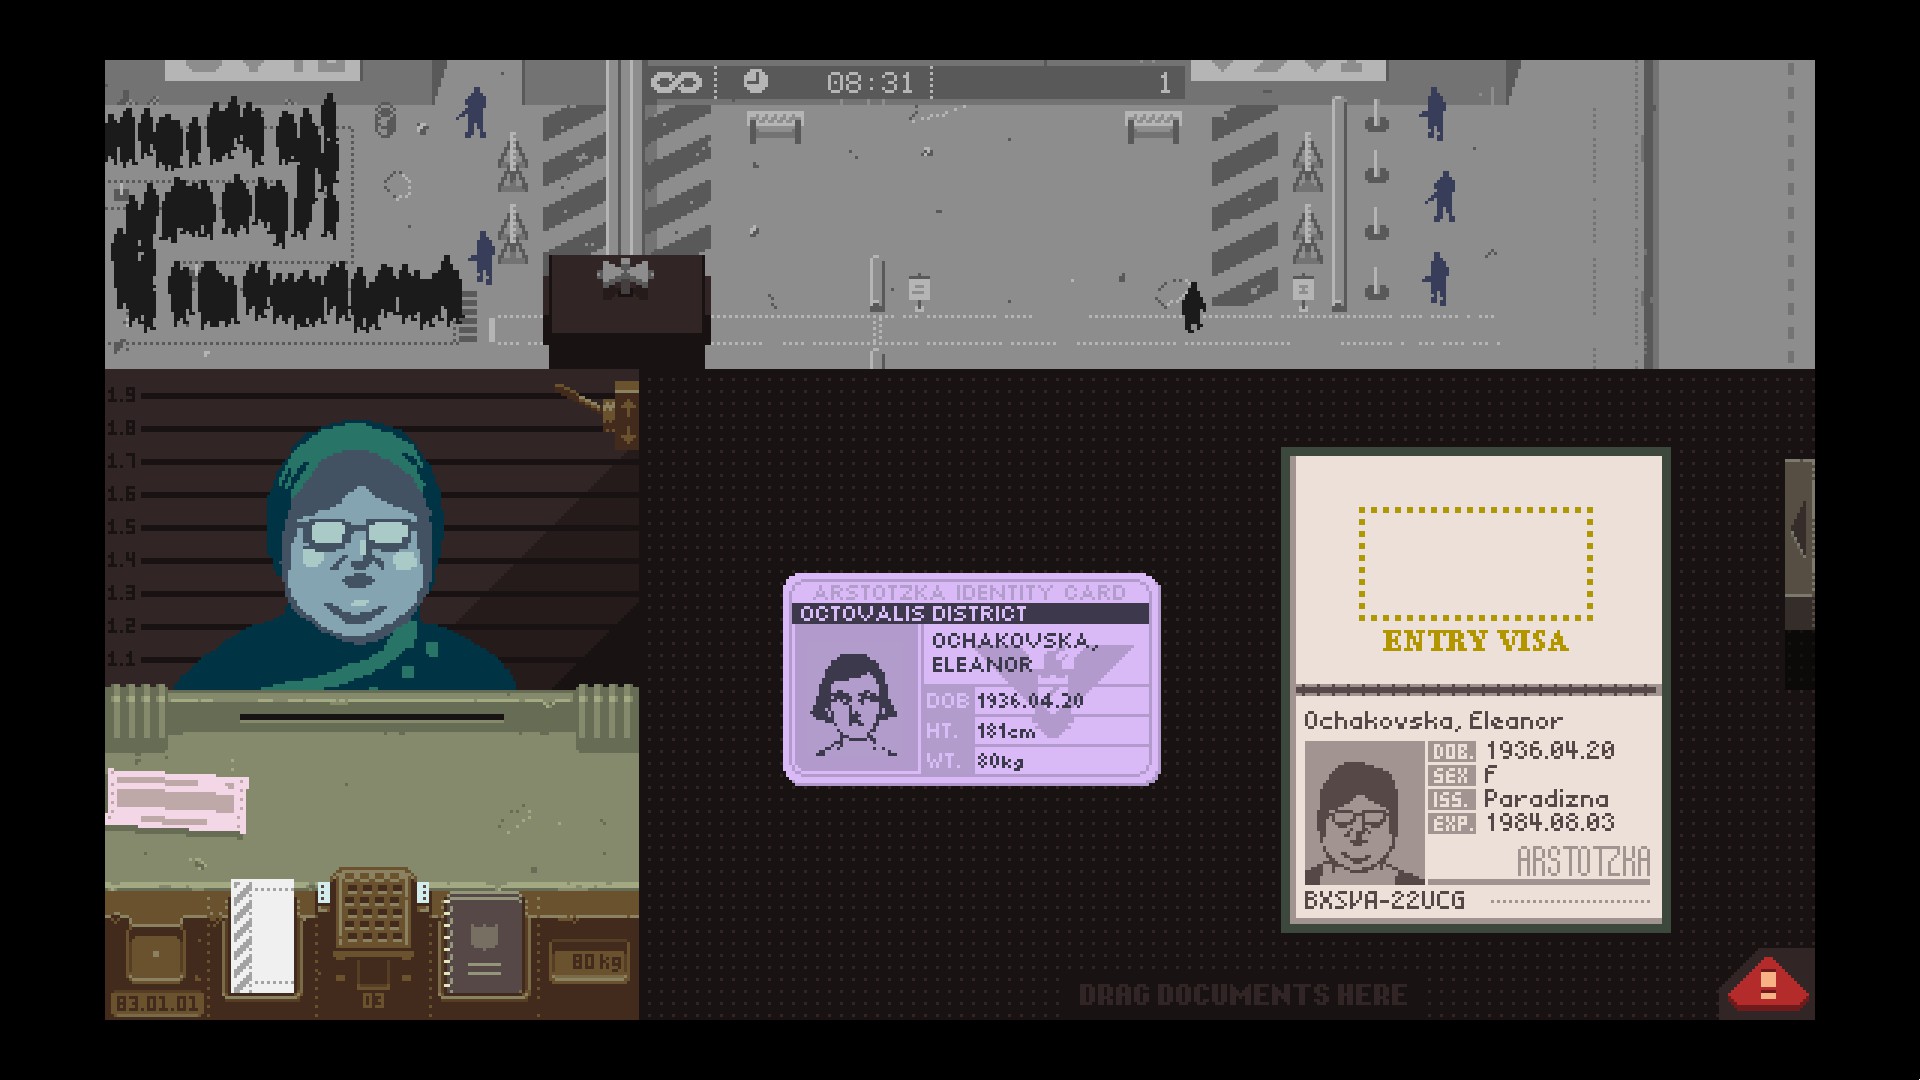 08:31
1
1.9
1.8
1.7
1.6
1.5
1.4
1.3
1.2
1.1
ARSTOTZKA IDENTITY CARD
OCTOVALIS DISTRICT
OCHAKOVSKA,
ELEANOR
DOB 1936.04.20
HT. 181cm
WT. 80kg
ENTRY VISA
Ochakovska, Eleanor
DOB. 1936.04.20
SEX F
ISS. Paradizna
EXP. 1984.08.03
ARSTOTZKA
BXSVA-22UCG
80kg
83.01.01
03
DRAG DOCUMENTS HERE